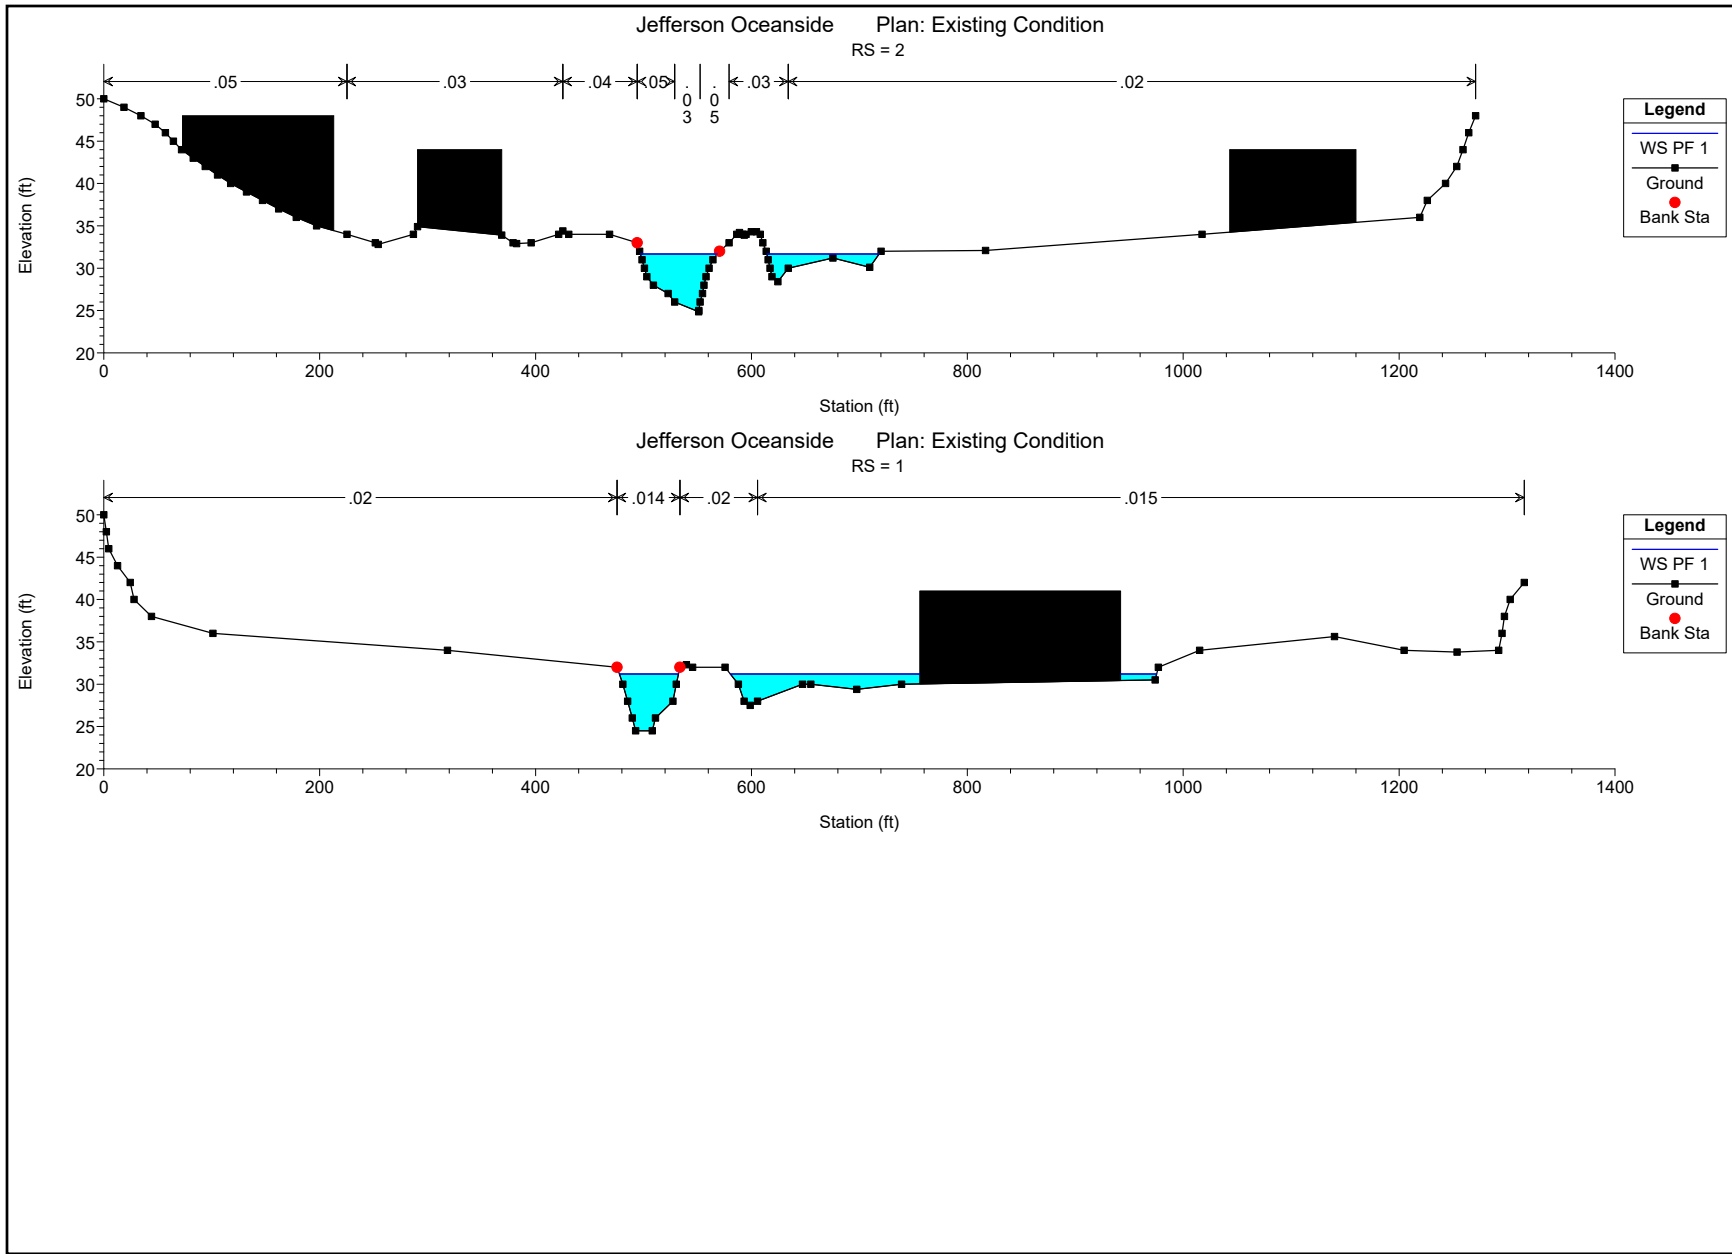 Jefferson Oceanside Plan: Existing Condition
RS = 2
.05 .03 .04 .05 .03 .05 .03 .02
Elevation (ft)
50
45
40
35
30
25
20
0 200 400 600 800 1000 1200 1400
Station (ft)
Legend
WS PF 1
Ground
Bank Sta
Jefferson Oceanside Plan: Existing Condition
RS = 1
.02 .014 .02 .015
Elevation (ft)
50
45
40
35
30
25
20
0 200 400 600 800 1000 1200 1400
Station (ft)
Legend
WS PF 1
Ground
Bank Sta